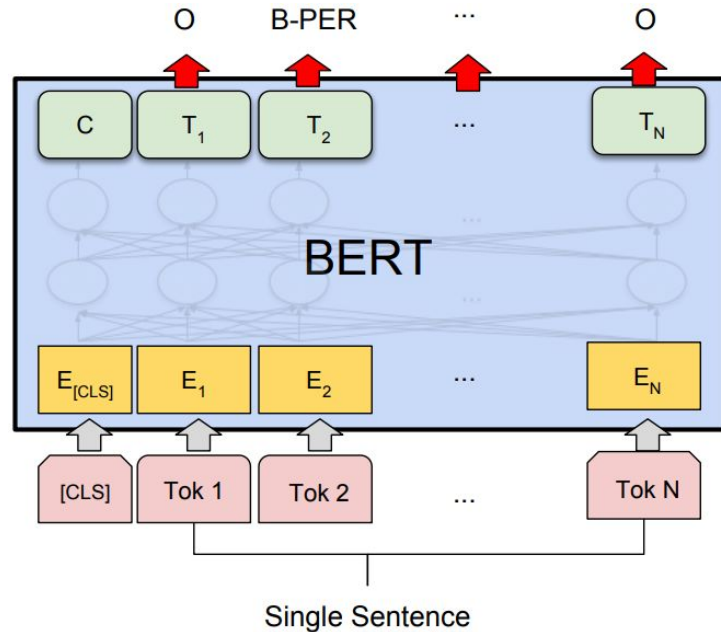 O B-PER ... O
C T1 T2 ... TN
...
BERT
...
E[CLS] E1 E2 ... EN
[CLS] Tok 1 Tok 2 ... Tok N
Single Sentence